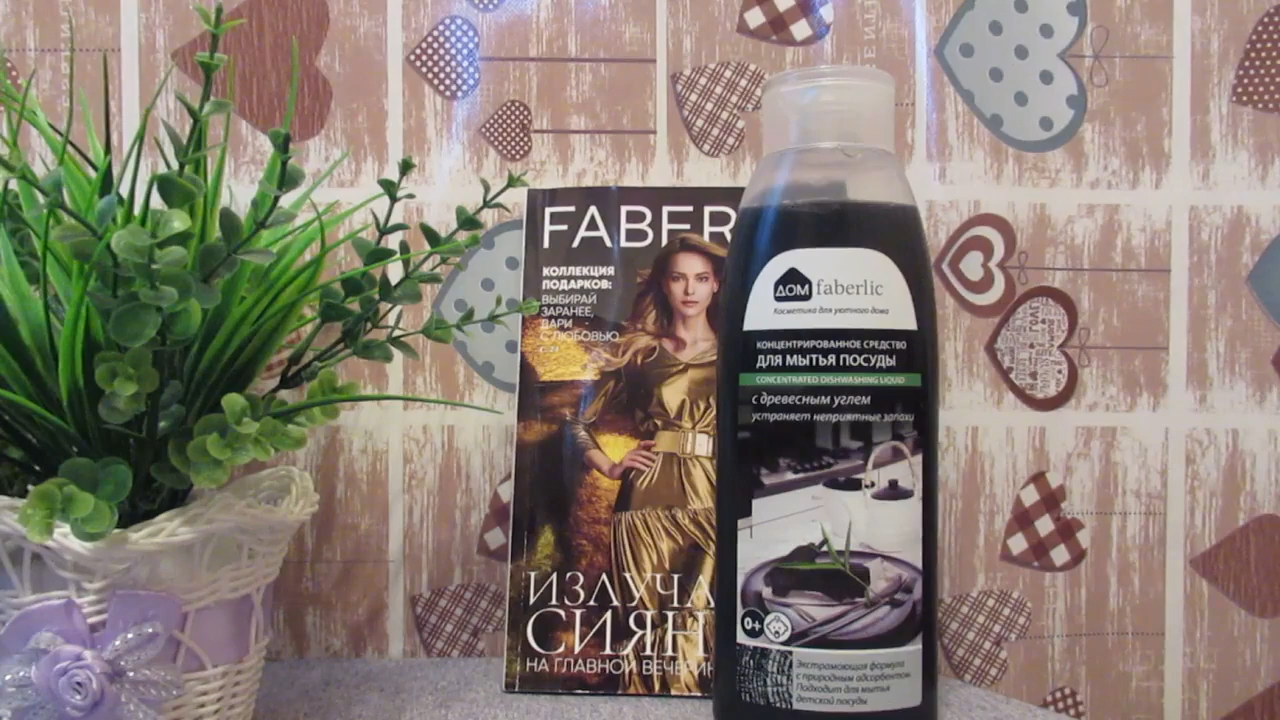 FABER
КОЛЛЕКЦИЯ
ПОДАРКОВ:
ВЫБИРАЙ
ЗАРАНЕЕ,
ДАРИ
С ЛЮБОВЬЮ
ИЗЛУЧА
СИЯН
НА ГЛАВНОЙ ВЕЧЕРИН
ДОМ faberlic
Косметика для уютного дома
КОНЦЕНТРИРОВАННОЕ СРЕДСТВО
ДЛЯ МЫТЬЯ ПОСУДЫ
CONCENTRATED DISHWASHING LIQUID
с древесным углем
устраняет неприятные запахи
0+
Экстрамоющая формула
с природным адсорбентом
Подходит для мытья
детской посуды